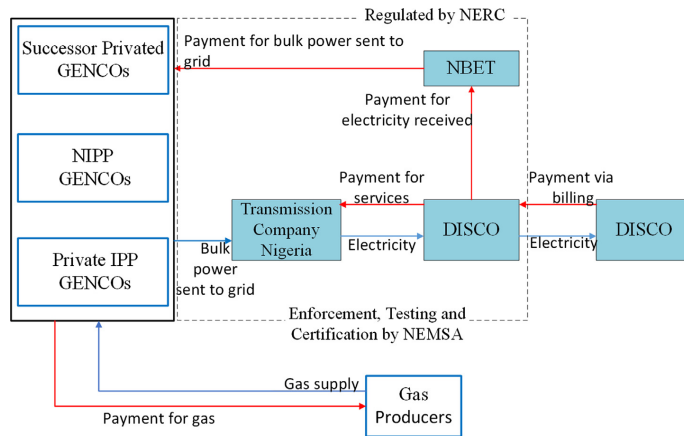 Regulated by NERC
Successor Privated
GENCOs
Payment for bulk power sent to
grid
NBET
Payment for
electricity received
NIPP
GENCOs
Payment for
services
Payment via
billing
Transmission
Company
Nigeria
DISCO
DISCO
Private IPP
GENCOs
Bulk
power
sent to grid
Electricity
Electricity
Enforcement, Testing and
Certification by NEMSA
Gas supply
Gas
Producers
Payment for gas